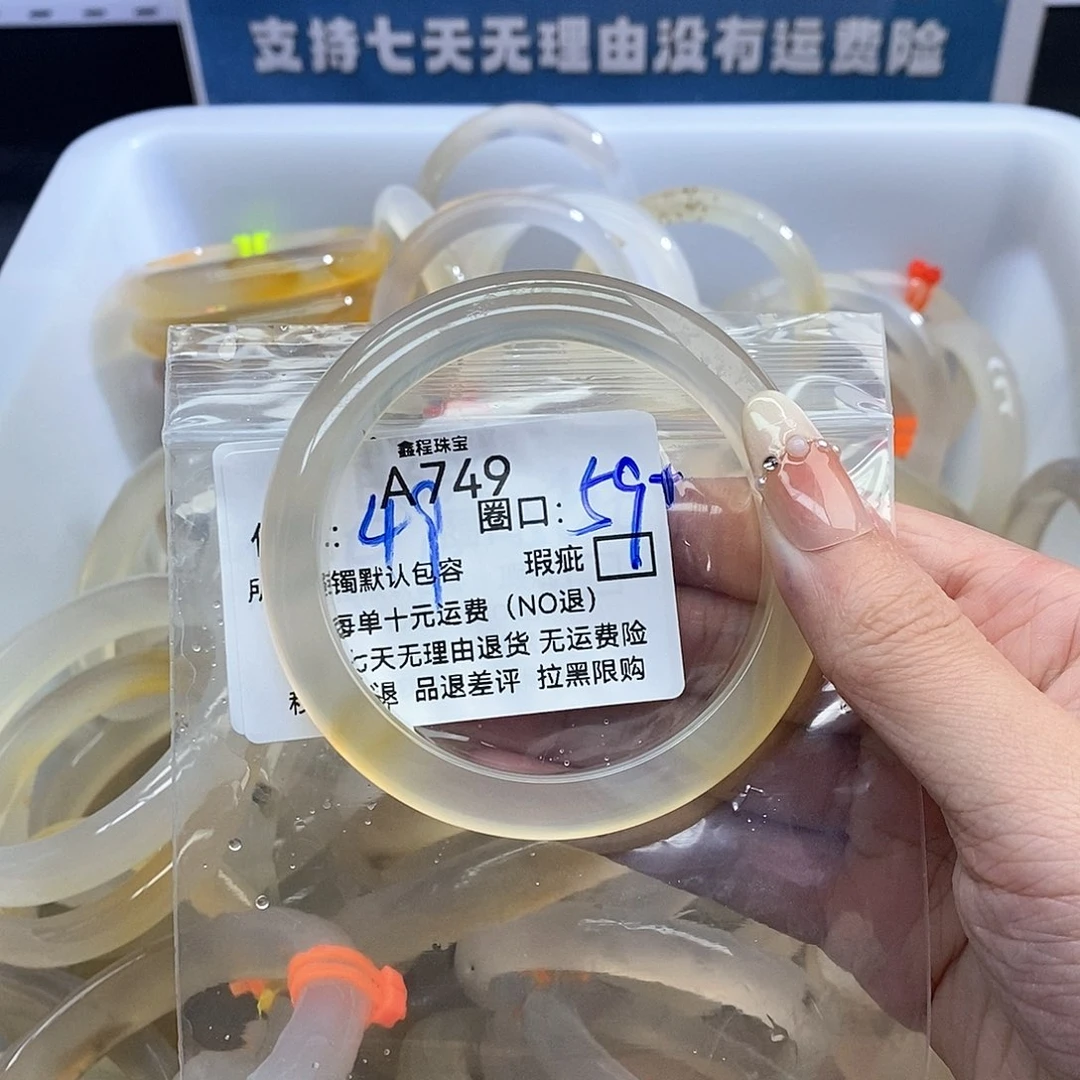 支持七天无理由没有运费险
鑫程珠宝
A749
: 49 圈口: 59+
镯默认包容 瑕疵
每单十元运费（NO退）
七天无理由退货 无运费险
退 品退差评 拉黑限购